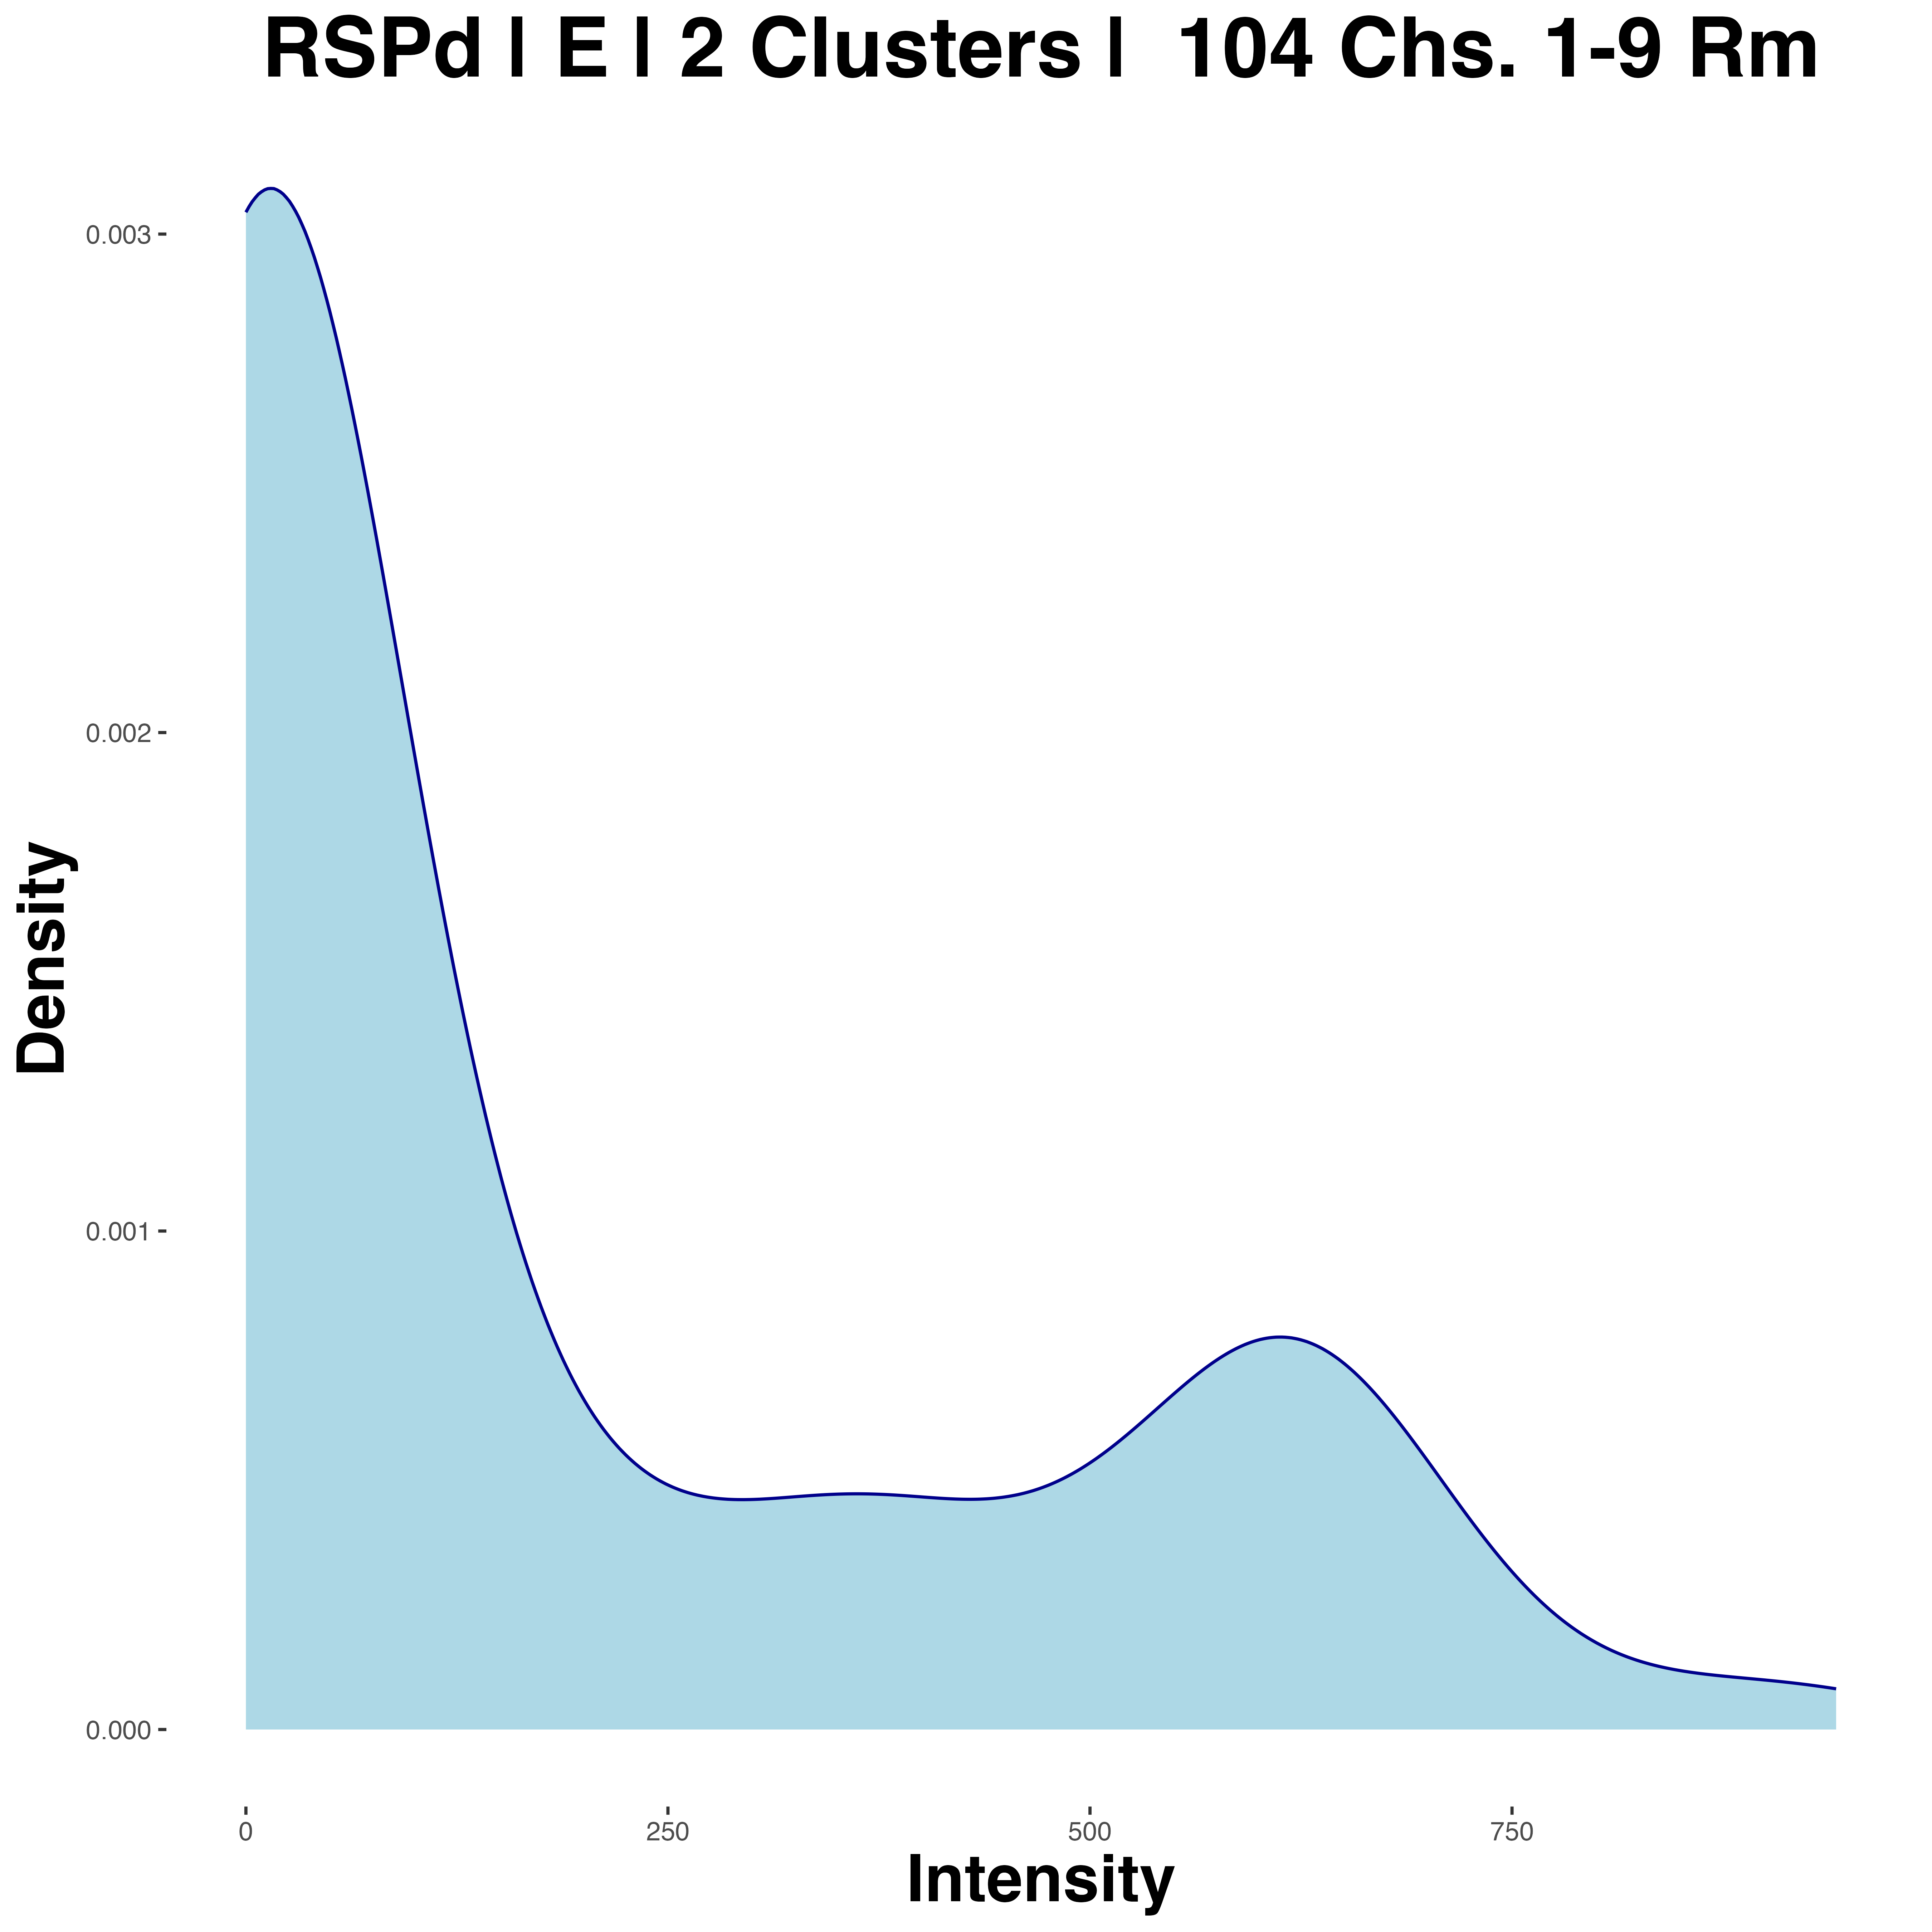 RSPd | E | 2 Clusters |  104 Chs. 1-9 Rm
Density
0.003
0.002
0.001
0.000
0
250
500
750
Intensity